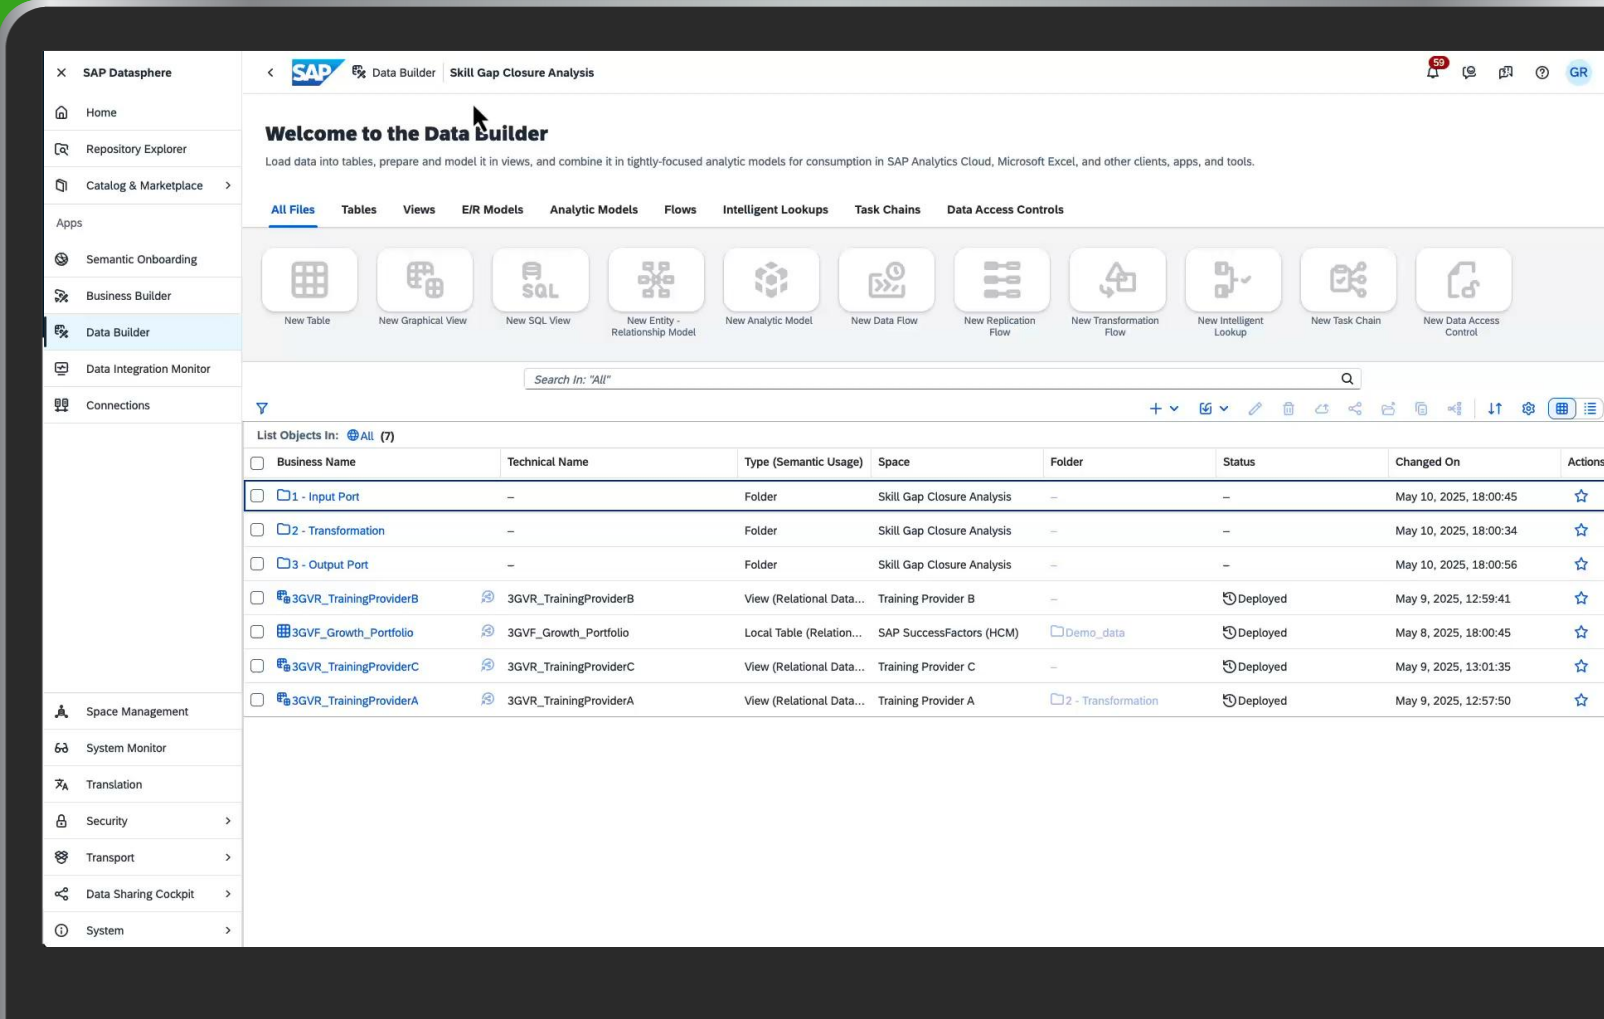 SAP Datasphere
Home
Repository Explorer
Catalog & Marketplace
Apps
Semantic Onboarding
Business Builder
Data Builder
Data Integration Monitor
Connections
Space Management
System Monitor
Translation
Security
Transport
Data Sharing Cockpit
System
SAP Data Builder Skill Gap Closure Analysis
59
GR
Welcome to the Data Builder
Load data into tables, prepare and model it in views, and combine it in tightly-focused analytic models for consumption in SAP Analytics Cloud, Microsoft Excel, and other clients, apps, and tools.
All Files Tables Views E/R Models Analytic Models Flows Intelligent Lookups Task Chains Data Access Controls
SQL
New Table
New Graphical View
New SQL View
New Entity -
Relationship Model
New Analytic Model
New Data Flow
New Replication
Flow
New Transformation
Flow
New Intelligent
Lookup
New Task Chain
New Data Access
Control
Search In: "All"
List Objects In: All (7)
Business Name Technical Name Type (Semantic Usage) Space Folder Status Changed On Actions
1 - Input Port – Folder Skill Gap Closure Analysis – – May 10, 2025, 18:00:45
2 - Transformation – Folder Skill Gap Closure Analysis – – May 10, 2025, 18:00:34
3 - Output Port – Folder Skill Gap Closure Analysis – – May 10, 2025, 18:00:56
3GVR_TrainingProviderB 3GVR_TrainingProviderB View (Relational Data... Training Provider B – Deployed May 9, 2025, 12:59:41
3GVF_Growth_Portfolio 3GVF_Growth_Portfolio Local Table (Relation... SAP SuccessFactors (HCM) Demo_data Deployed May 8, 2025, 18:00:45
3GVR_TrainingProviderC 3GVR_TrainingProviderC View (Relational Data... Training Provider C – Deployed May 9, 2025, 13:01:35
3GVR_TrainingProviderA 3GVR_TrainingProviderA View (Relational Data... Training Provider A 2 - Transformation Deployed May 9, 2025, 12:57:50